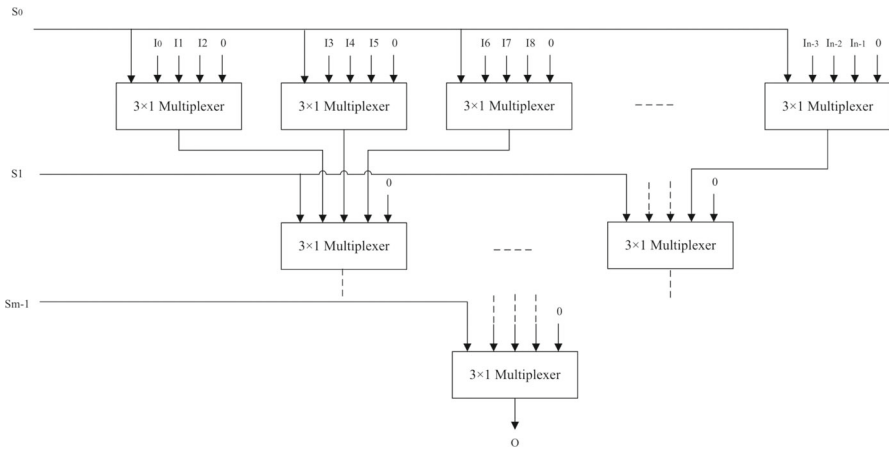 S0
I0 I1 I2 0 I3 I4 I5 0 I6 I7 I8 0 In-3 In-2 In-1 0
3×1 Multiplexer 3×1 Multiplexer 3×1 Multiplexer 3×1 Multiplexer
S1
0 0
3×1 Multiplexer 3×1 Multiplexer
Sm-1
0
3×1 Multiplexer
O